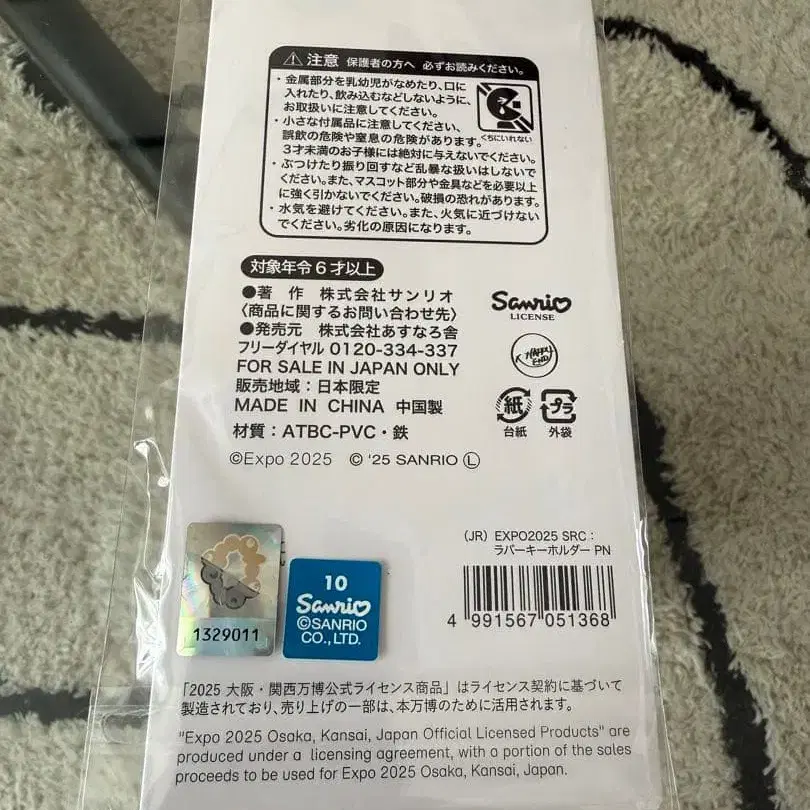 注意 保護者の方へ 必ずお読みください。
・金属部分を乳幼児がなめたり、口に
入れたり、飲み込むなどしないように、
お取扱いに注意してください。
くちにいれない
・小さな付属品に注意してください、
誤飲の危険や窒息の危険があります。
3才未満のお子様には絶対に与えないでください。
・ぶつけたり振り回すなど乱暴な扱いはしないで
ください。また、マスコット部分や金具などを必要以上
に強く引かないでください。破損の恐れがあります。
・水気を避けてください。また、火気に近づけない
でください。劣化の原因になります。
対象年令6才以上
●著 作 株式会社サンリオ
〈商品に関するお問い合わせ先〉
●発売元 株式会社あすなろ舎
フリーダイヤル 0120-334-337
FOR SALE IN JAPAN ONLY
販売地域：日本限定
MADE IN CHINA 中国製
材質：ATBC-PVC・鉄
©Expo 2025 © '25 SANRIO Ⓛ
Sanrio
LICENSE
HAPPY
END
紙
台紙
プラ
外袋
(JR) EXPO2025 SRC：
ラバーキーホルダー PN
4 991567 051368
1329011
10
Sanrio
©SANRIO
CO., LTD.
「2025 大阪・関西万博公式ライセンス商品」はライセンス契約に基づいて
製造されており、売り上げの一部は、本万博のために活用されます。
"Expo 2025 Osaka, Kansai, Japan Official Licensed Products" are
produced under a licensing agreement, with a portion of the sales
proceeds to be used for Expo 2025 Osaka, Kansai, Japan.